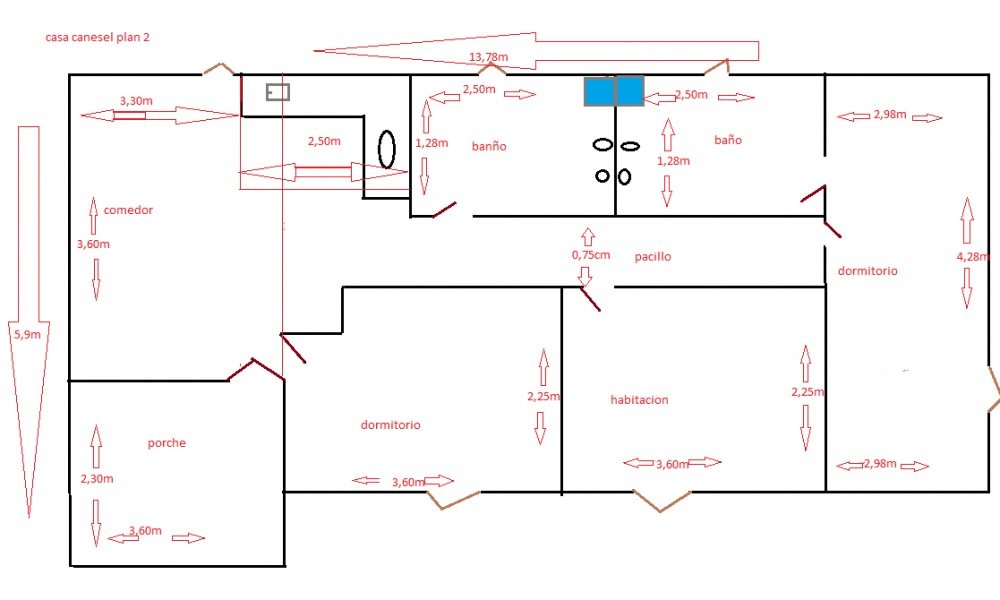 casa canesel plan 2
13,78m
3,30m
2,50m
2,50m
2,98m
2,50m
1,28m
banño
baño
1,28m
comedor
3,60m
0,75cm
pacillo
4,28m
dormitorio
5,9m
2,25m
2,25m
habitacion
dormitorio
porche
2,30m
3,60m
2,98m
3,60m
3,60m